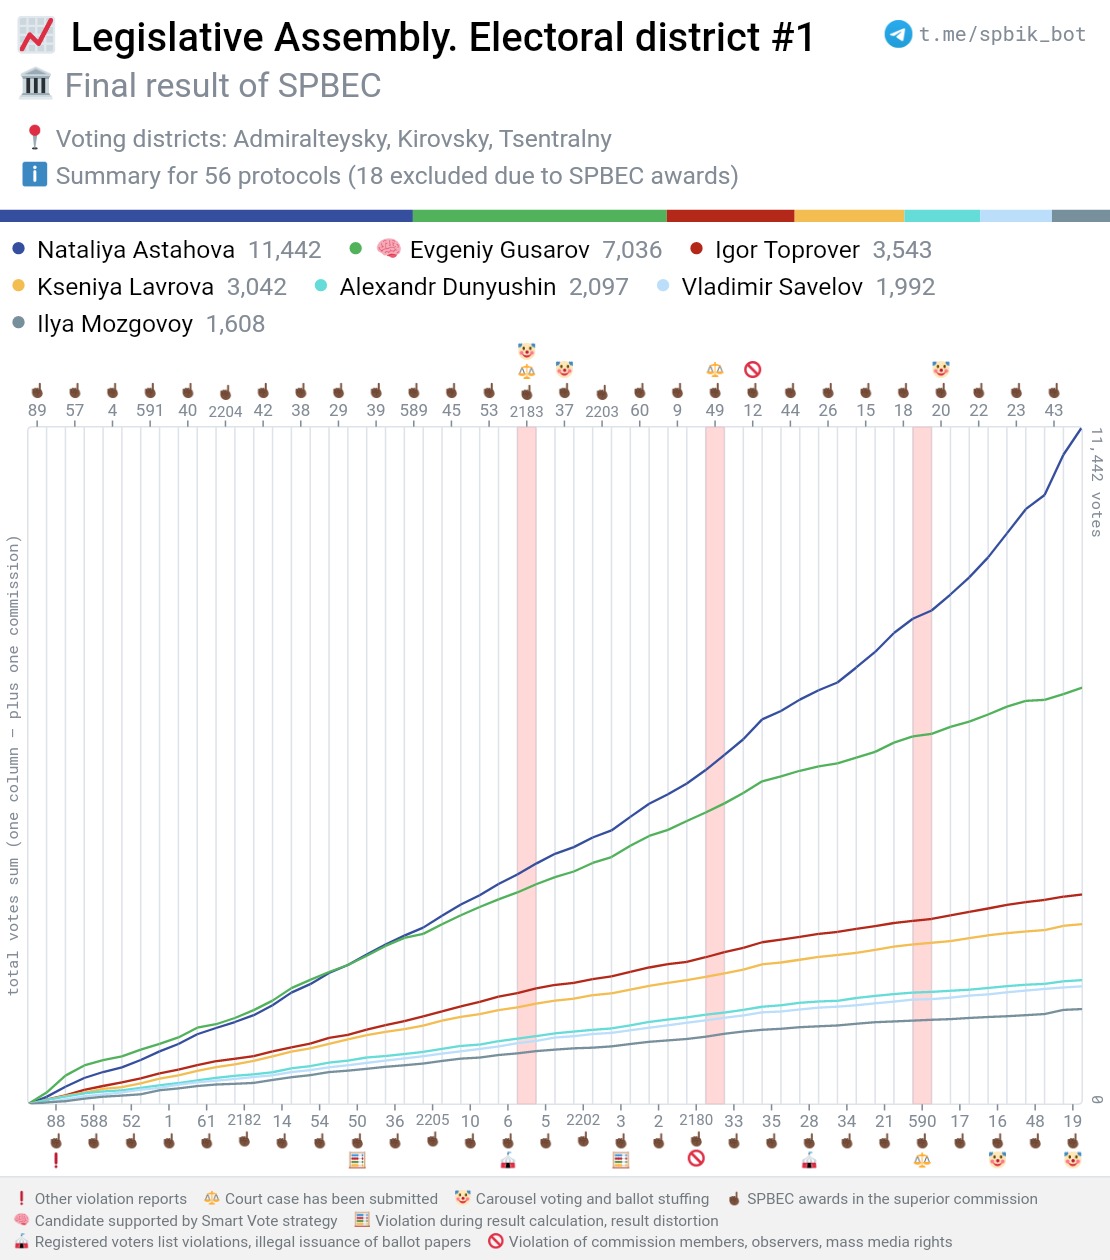 Legislative Assembly. Electoral district #1
t.me/spbik_bot
Final result of SPBEC
Voting districts: Admiralteysky, Kirovsky, Tsentralny
Summary for 56 protocols (18 excluded due to SPBEC awards)
Nataliya Astahova 11,442 Evgeniy Gusarov 7,036 Igor Toprover 3,543
Kseniya Lavrova 3,042 Alexandr Dunyushin 2,097 Vladimir Savelov 1,992
Ilya Mozgovoy 1,608
89 57 4 591 40 2204 42 38 29 39 589 45 53 2183 37 2203 60 9 49 12 44 26 15 18 20 22 23 43
11,442 votes
total votes sum (one column – plus one commission)
0
88 588 52 1 61 2182 14 54 50 36 2205 10 6 5 2202 3 2 2180 33 35 28 34 21 590 17 16 48 19
Other violation reports Court case has been submitted Carousel voting and ballot stuffing SPBEC awards in the superior commission
Candidate supported by Smart Vote strategy Violation during result calculation, result distortion
Registered voters list violations, illegal issuance of ballot papers Violation of commission members, observers, mass media rights